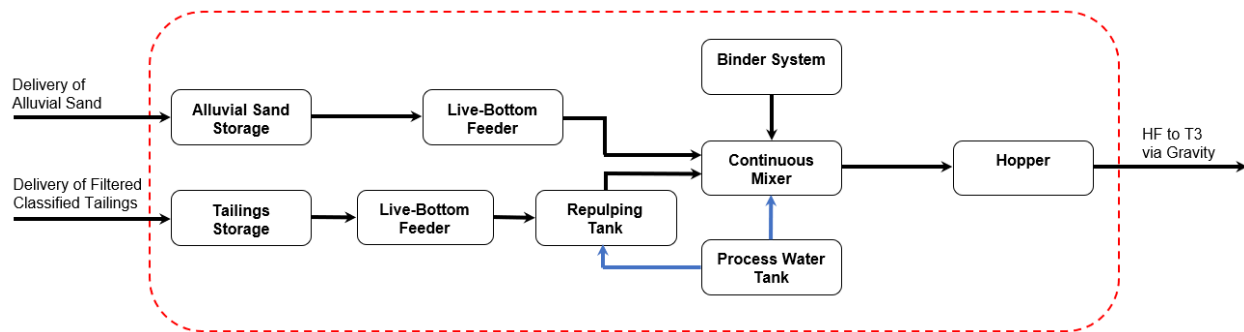 Binder System
Delivery of
Alluvial Sand
Alluvial Sand
Storage
Live-Bottom
Feeder
Continuous
Mixer
Hopper
HF to T3
via Gravity
Delivery of Filtered
Classified Tailings
Tailings
Storage
Live-Bottom
Feeder
Repulping
Tank
Process Water
Tank